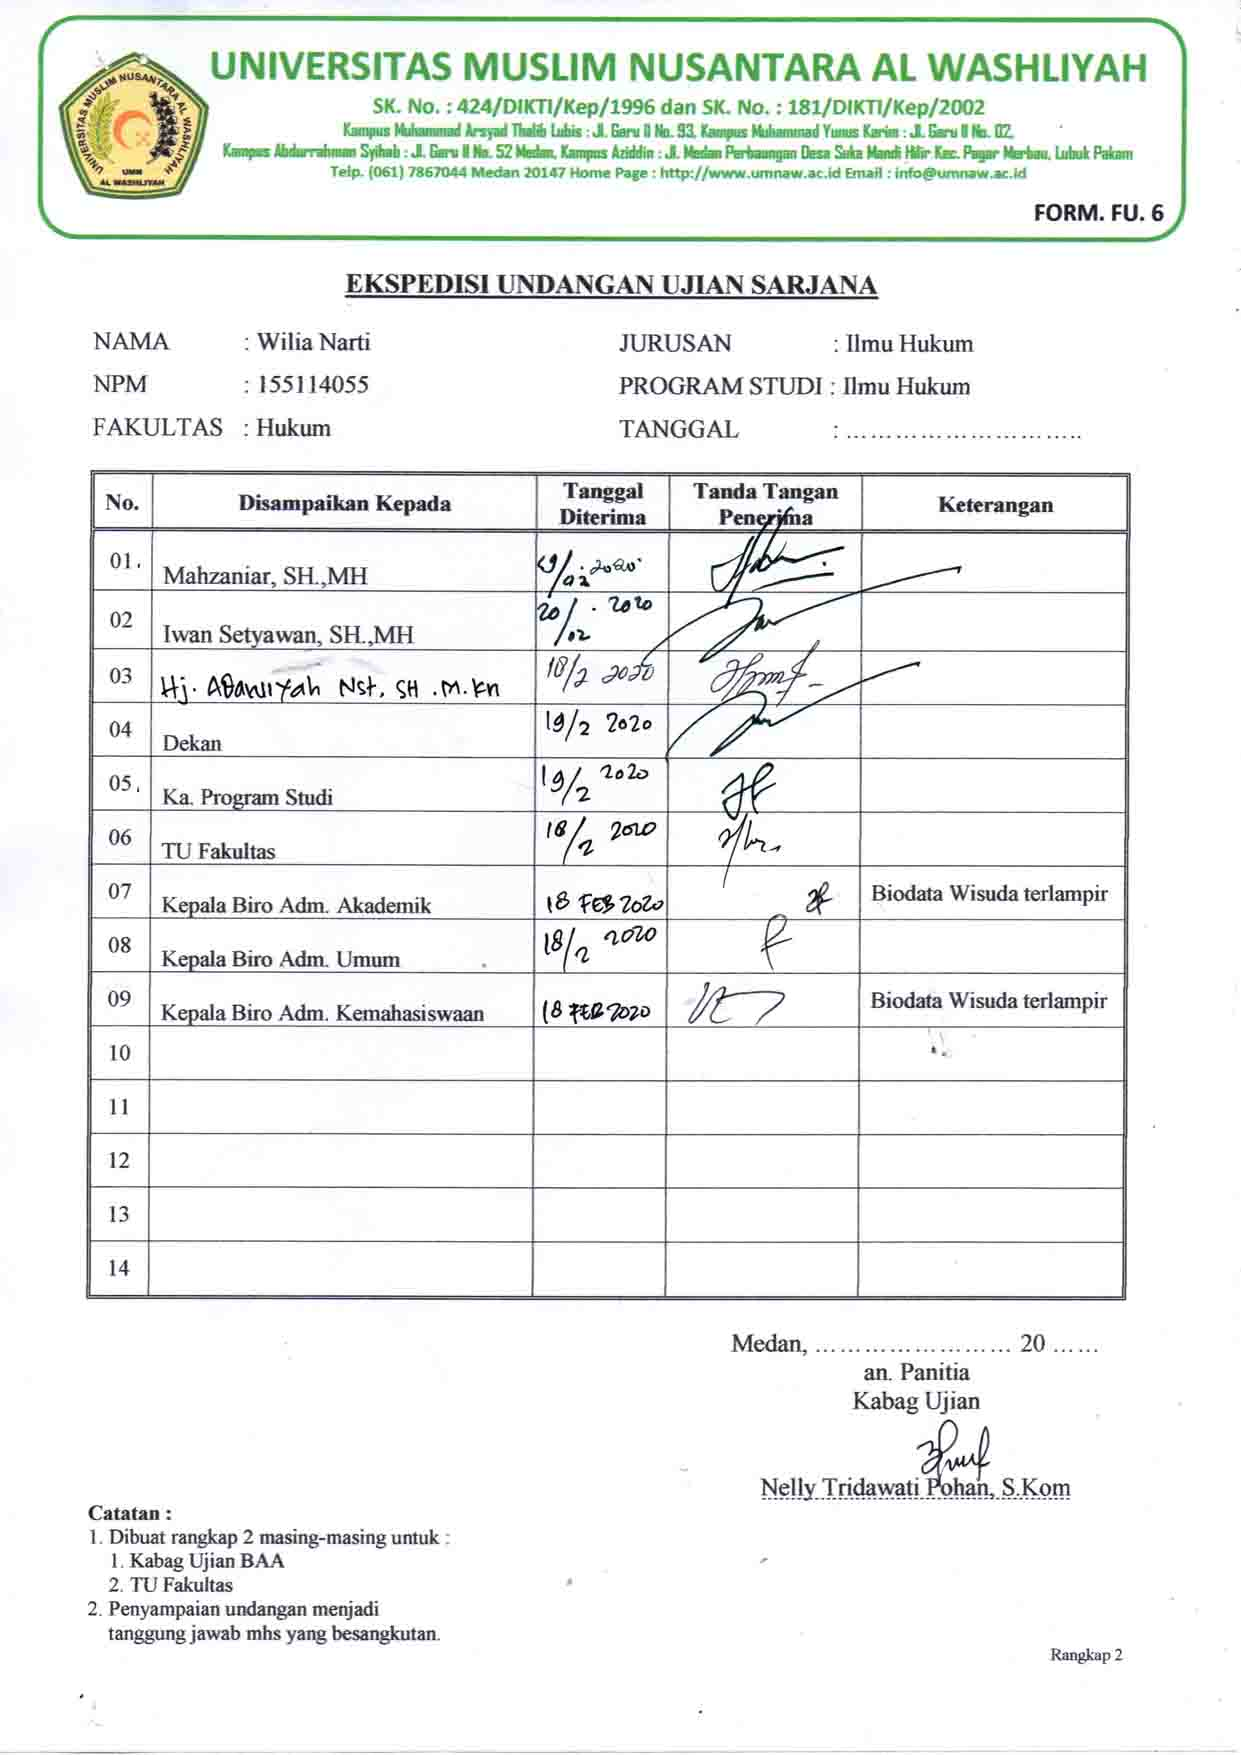 UNIVERSITAS MUSLIM NUSANTARA AL WASHLIYAH
SK. No. : 424/DIKTI/Kep/1996 dan SK. No. : 181/DIKTI/Kep/2002
Kampus Muhammad Arsyad Thalib Lubis : Jl. Garu II No. 93, Kampus Muhammad Yunus Karim : Jl. Garu II No. 02,
Kampus Abdurrahman Syihab : Jl. Garu II No. 52 Medan, Kampus Aziddin : Jl. Medan Perbaungan Desa Suka Mandi Hilir Kec. Pagar Merbau, Lubuk Pakam
Telp. (061) 7867044 Medan 20147 Home Page : http://www.umnaw.ac.id Email : info@umnaw.ac.id
UNIVERSITAS MUSLIM NUSANTARA AL WASHLIYAH
UMN
AL WASHLIYAH
FORM. FU. 6
EKSPEDISI UNDANGAN UJIAN SARJANA
NAMA : Wilia Narti JURUSAN : Ilmu Hukum
NPM : 155114055 PROGRAM STUDI : Ilmu Hukum
FAKULTAS : Hukum TANGGAL : ..............................
No. Disampaikan Kepada Tanggal Diterima Tanda Tangan Penerima Keterangan
01. Mahzaniar, SH.,MH 19/02.2020
02 Iwan Setyawan, SH.,MH 20/02.2020
03 Hj. Adawiyah Nst, SH.M.Kn 18/2 2020
04 Dekan 19/2 2020
05. Ka. Program Studi 19/2 2020
06 TU Fakultas 18/2 2020
07 Kepala Biro Adm. Akademik 18 FEB 2020 Biodata Wisuda terlampir
08 Kepala Biro Adm. Umum 18/2 2020
09 Kepala Biro Adm. Kemahasiswaan 18 FEB 2020 Biodata Wisuda terlampir
10
11
12
13
14
Medan, ........................ 20 ......
an. Panitia
Kabag Ujian
Nelly Tridawati Pohan, S.Kom
Catatan :
1. Dibuat rangkap 2 masing-masing untuk :
1. Kabag Ujian BAA
2. TU Fakultas
2. Penyampaian undangan menjadi
tanggung jawab mhs yang besangkutan.
Rangkap 2